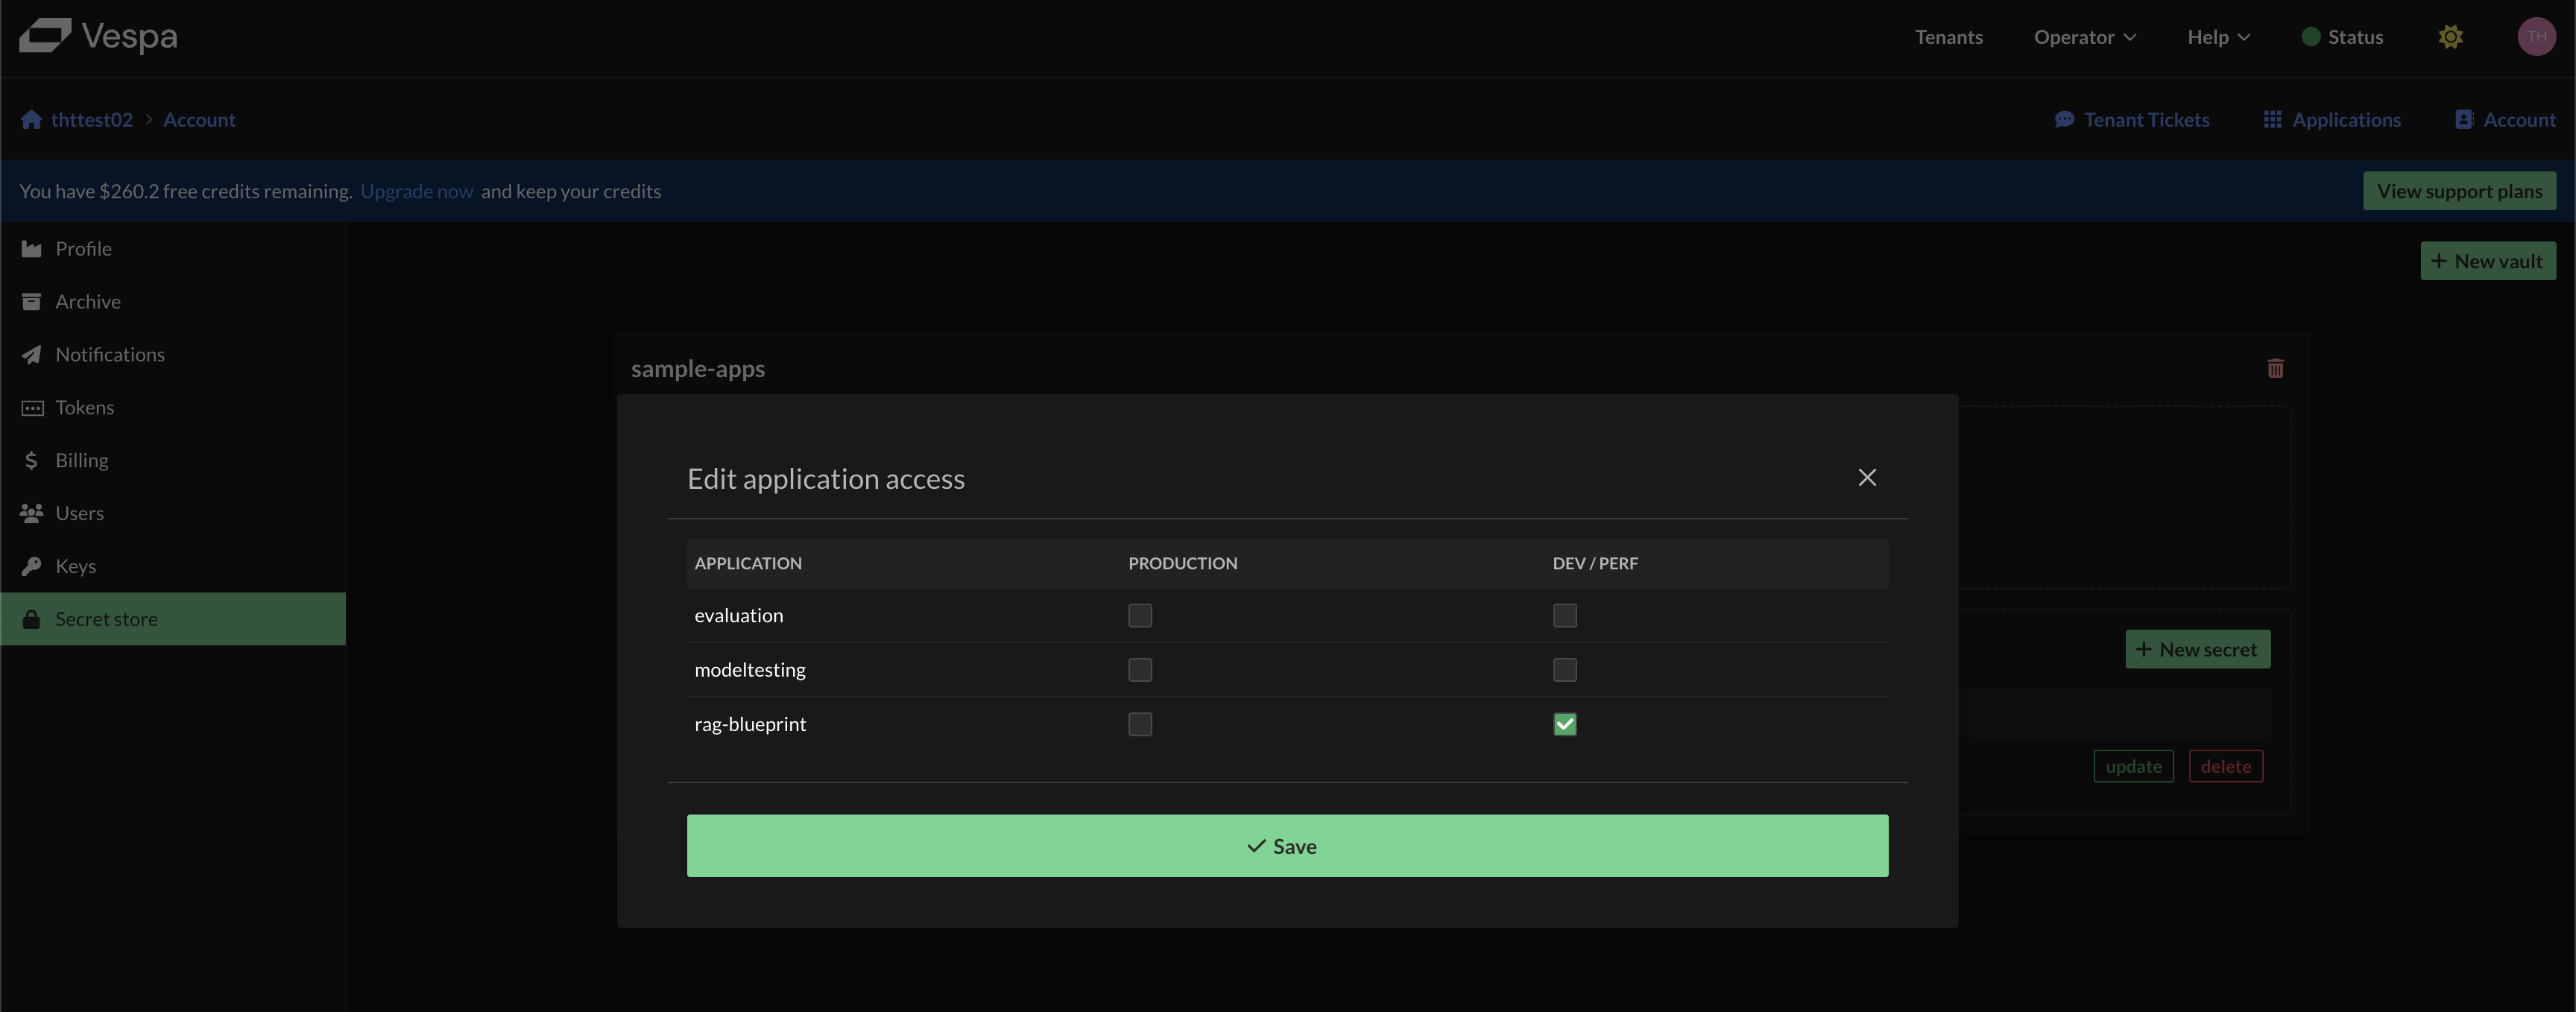 Vespa
Tenants Operator Help Status TH
thttest02 > Account
Tenant Tickets Applications Account
You have $260.2 free credits remaining. Upgrade now and keep your credits
View support plans
Profile
Archive
Notifications
Tokens
Billing
Users
Keys
Secret store
+ New vault
sample-apps
Edit application access
APPLICATION PRODUCTION DEV / PERF
evaluation
modeltesting
rag-blueprint
Save
+ New secret
update delete